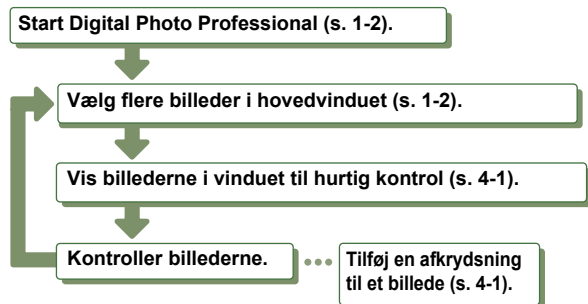 Start Digital Photo Professional (s. 1-2).
Vælg flere billeder i hovedvinduet (s. 1-2).
Vis billederne i vinduet til hurtig kontrol (s. 4-1).
Kontroller billederne.
Tilføj en afkrydsning
til et billede (s. 4-1).